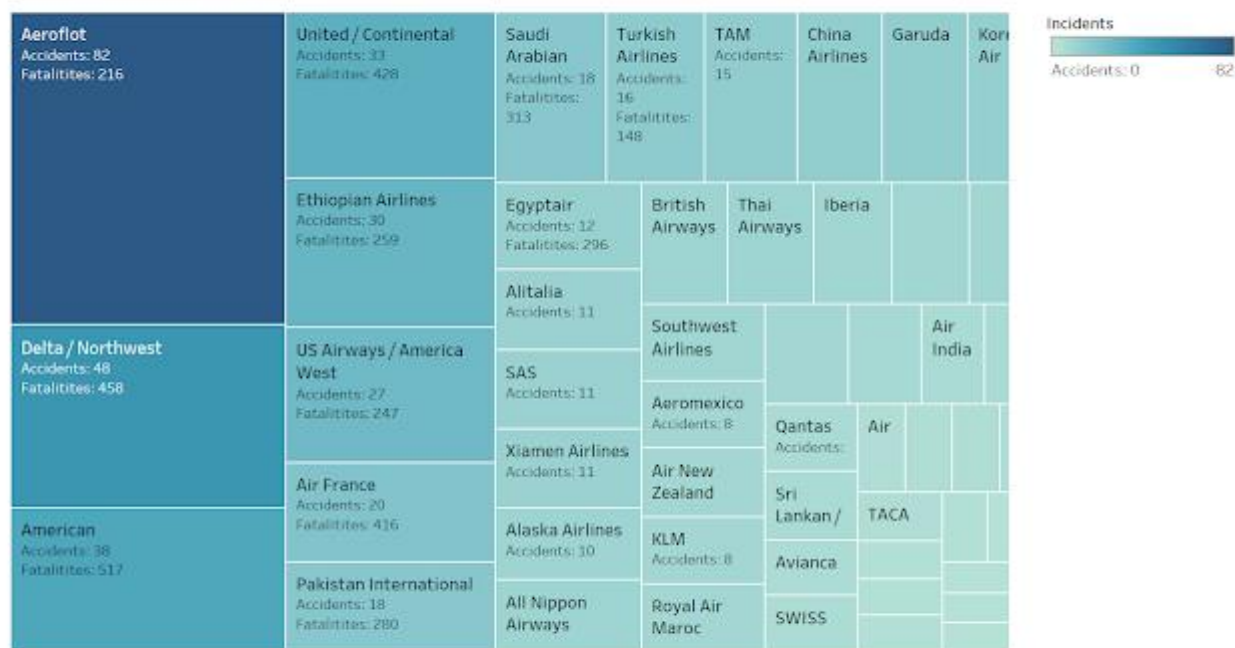 Aeroflot
Accidents: 82
Fatalitites: 216
Delta / Northwest
Accidents: 48
Fatalitites: 458
American
Accidents: 38
Fatalitites: 517
United / Continental
Accidents: 33
Fatalitites: 428
Ethiopian Airlines
Accidents: 30
Fatalitites: 259
US Airways / America
West
Accidents: 27
Fatalitites: 247
Air France
Accidents: 20
Fatalitites: 416
Pakistan International
Accidents: 18
Fatalitites: 280
Saudi
Arabian
Accidents: 18
Fatalitites:
313
Turkish
Airlines
Accidents:
16
Fatalitites:
148
TAM
Accidents:
15
China
Airlines
Garuda
Air
Egyptair
Accidents: 12
Fatalitites: 296
Alitalia
Accidents: 11
SAS
Accidents: 11
Xiamen Airlines
Accidents: 11
Alaska Airlines
Accidents: 10
All Nippon
Airways
British
Airways
Thai
Airways
Iberia
Southwest
Airlines
Aeromexico
Accidents: 8
Air New
Zealand
KLM
Accidents: 8
Royal Air
Maroc
Air
India
Qantas
Accidents:
Sri
Lankan /
Avianca
SWISS
Air
TACA
Incidents
Accidents: 0
82